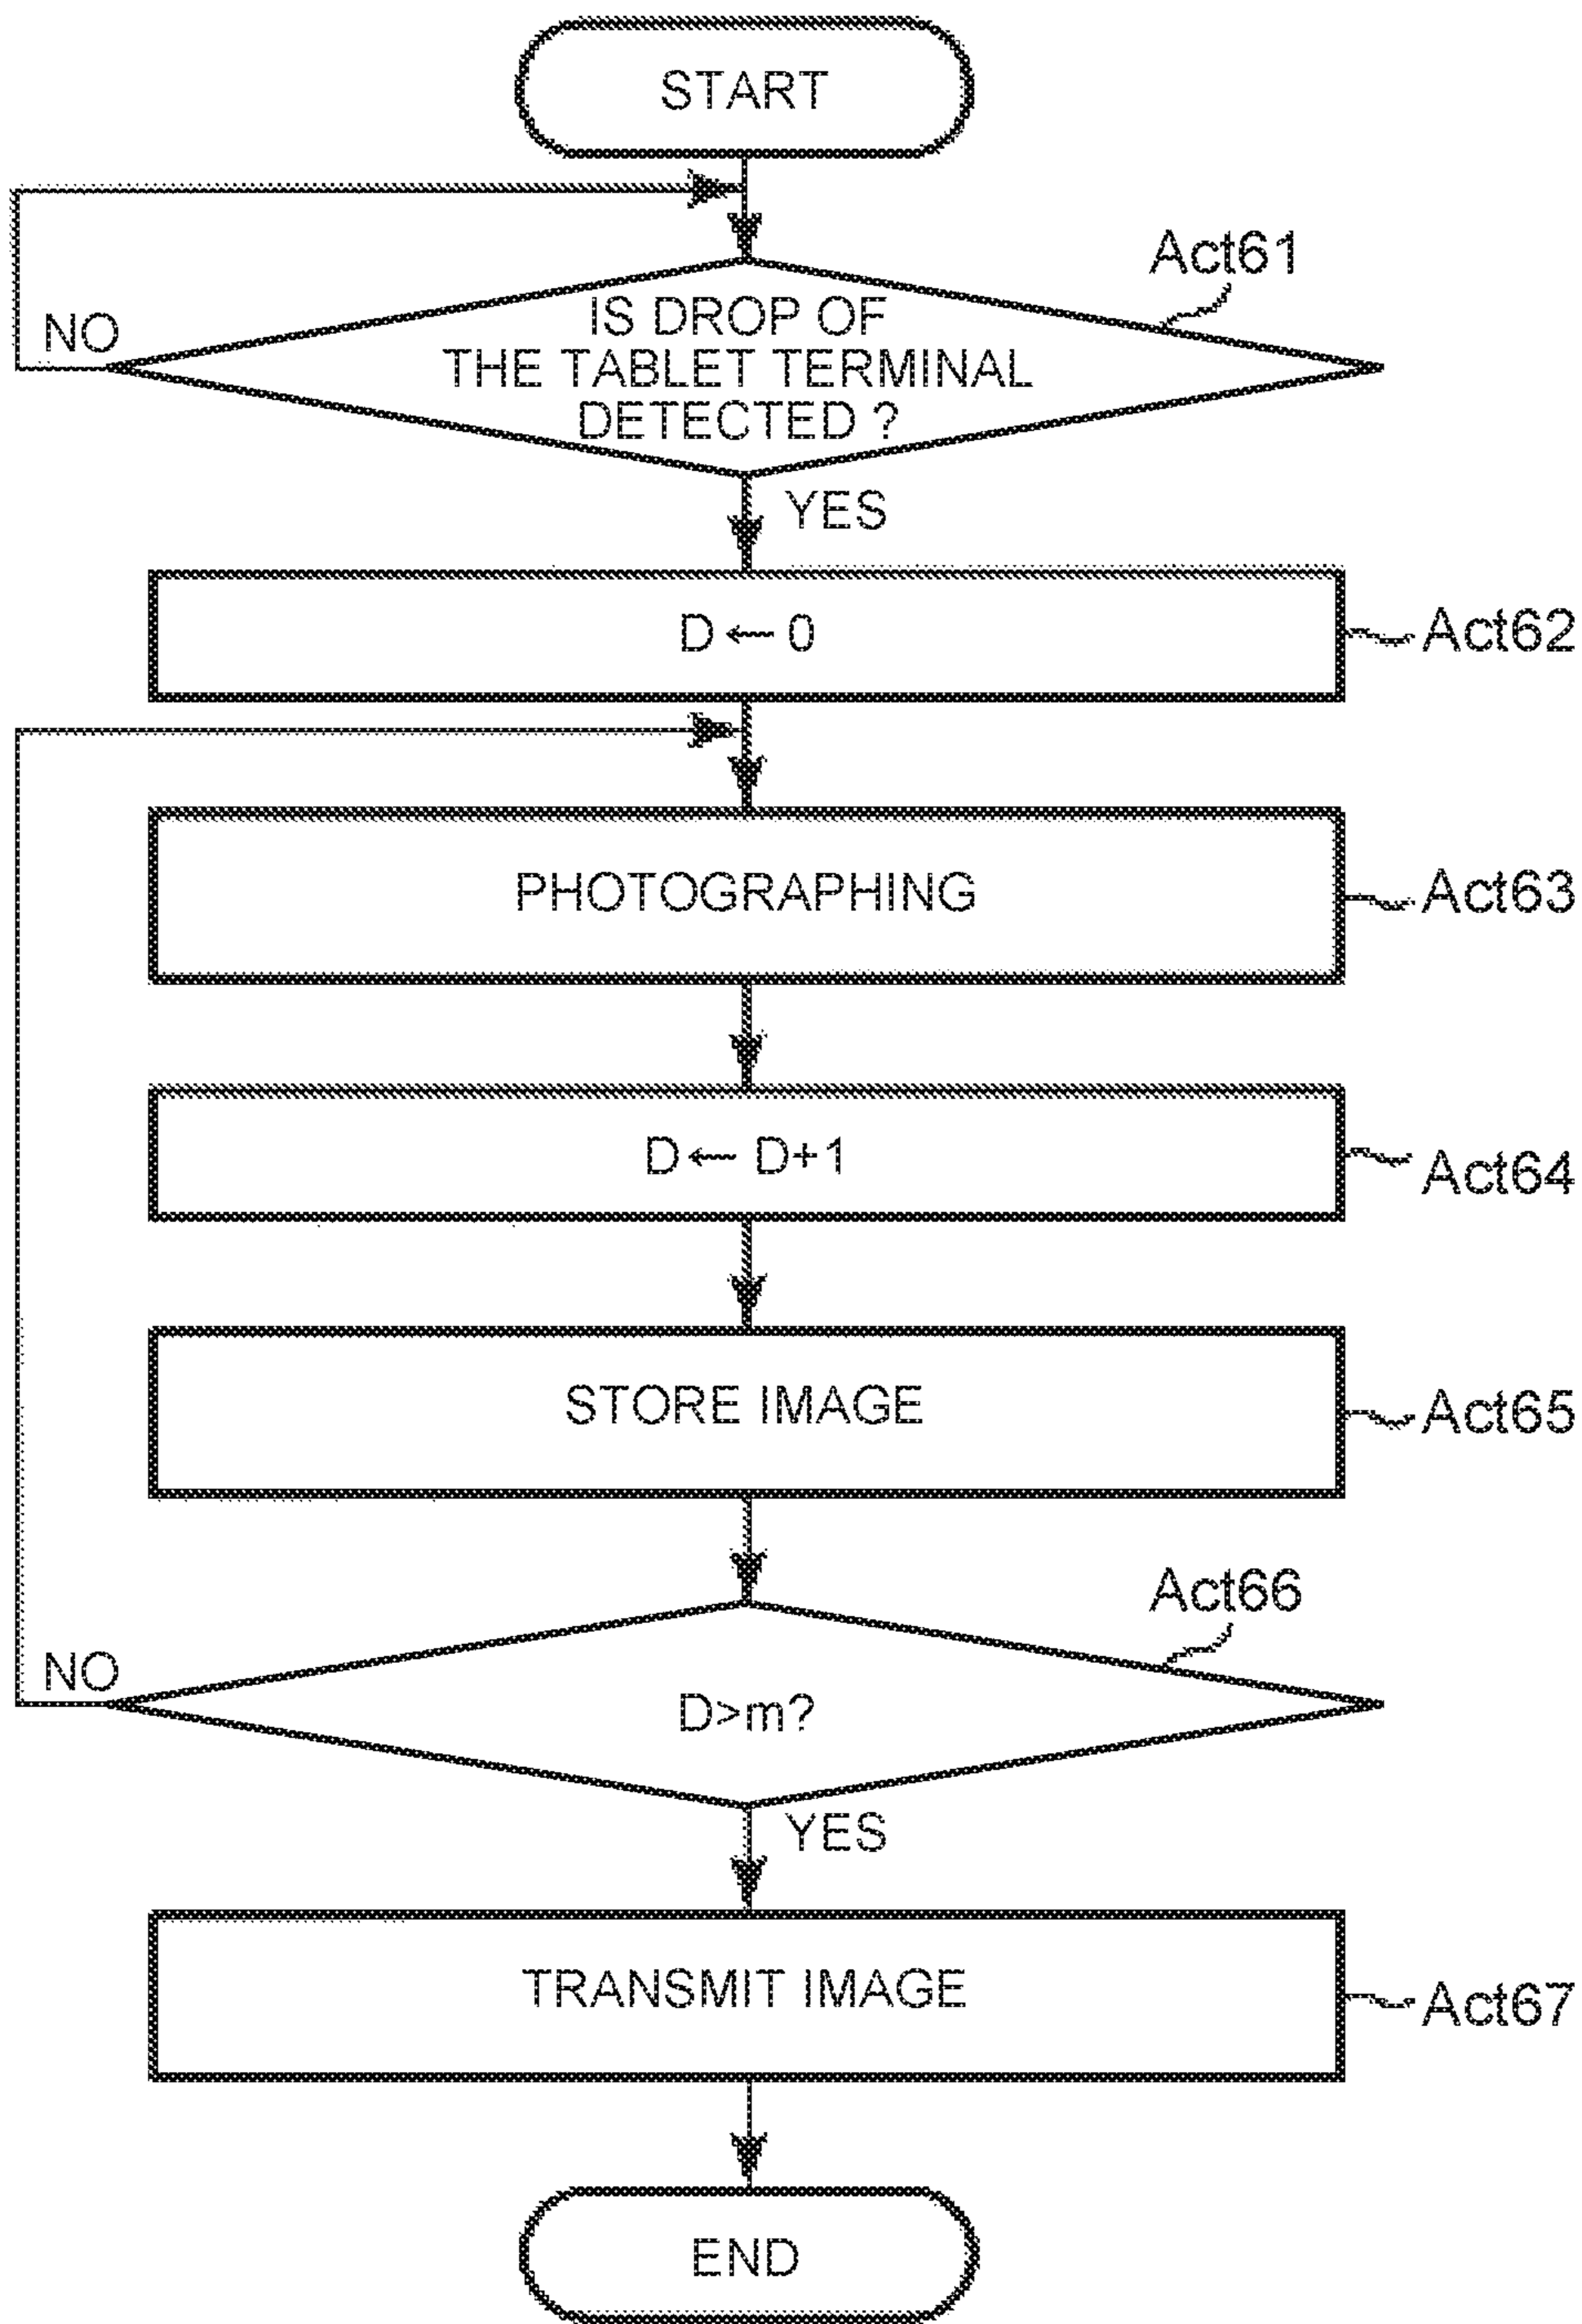 START
Act61
NO
IS DROP OF
THE TABLET TERMINAL
DETECTED ?
YES
D ← 0
Act62
PHOTOGRAPHING
Act63
D ← D+1
Act64
STORE IMAGE
Act65
Act66
NO
D>m?
YES
TRANSMIT IMAGE
Act67
END